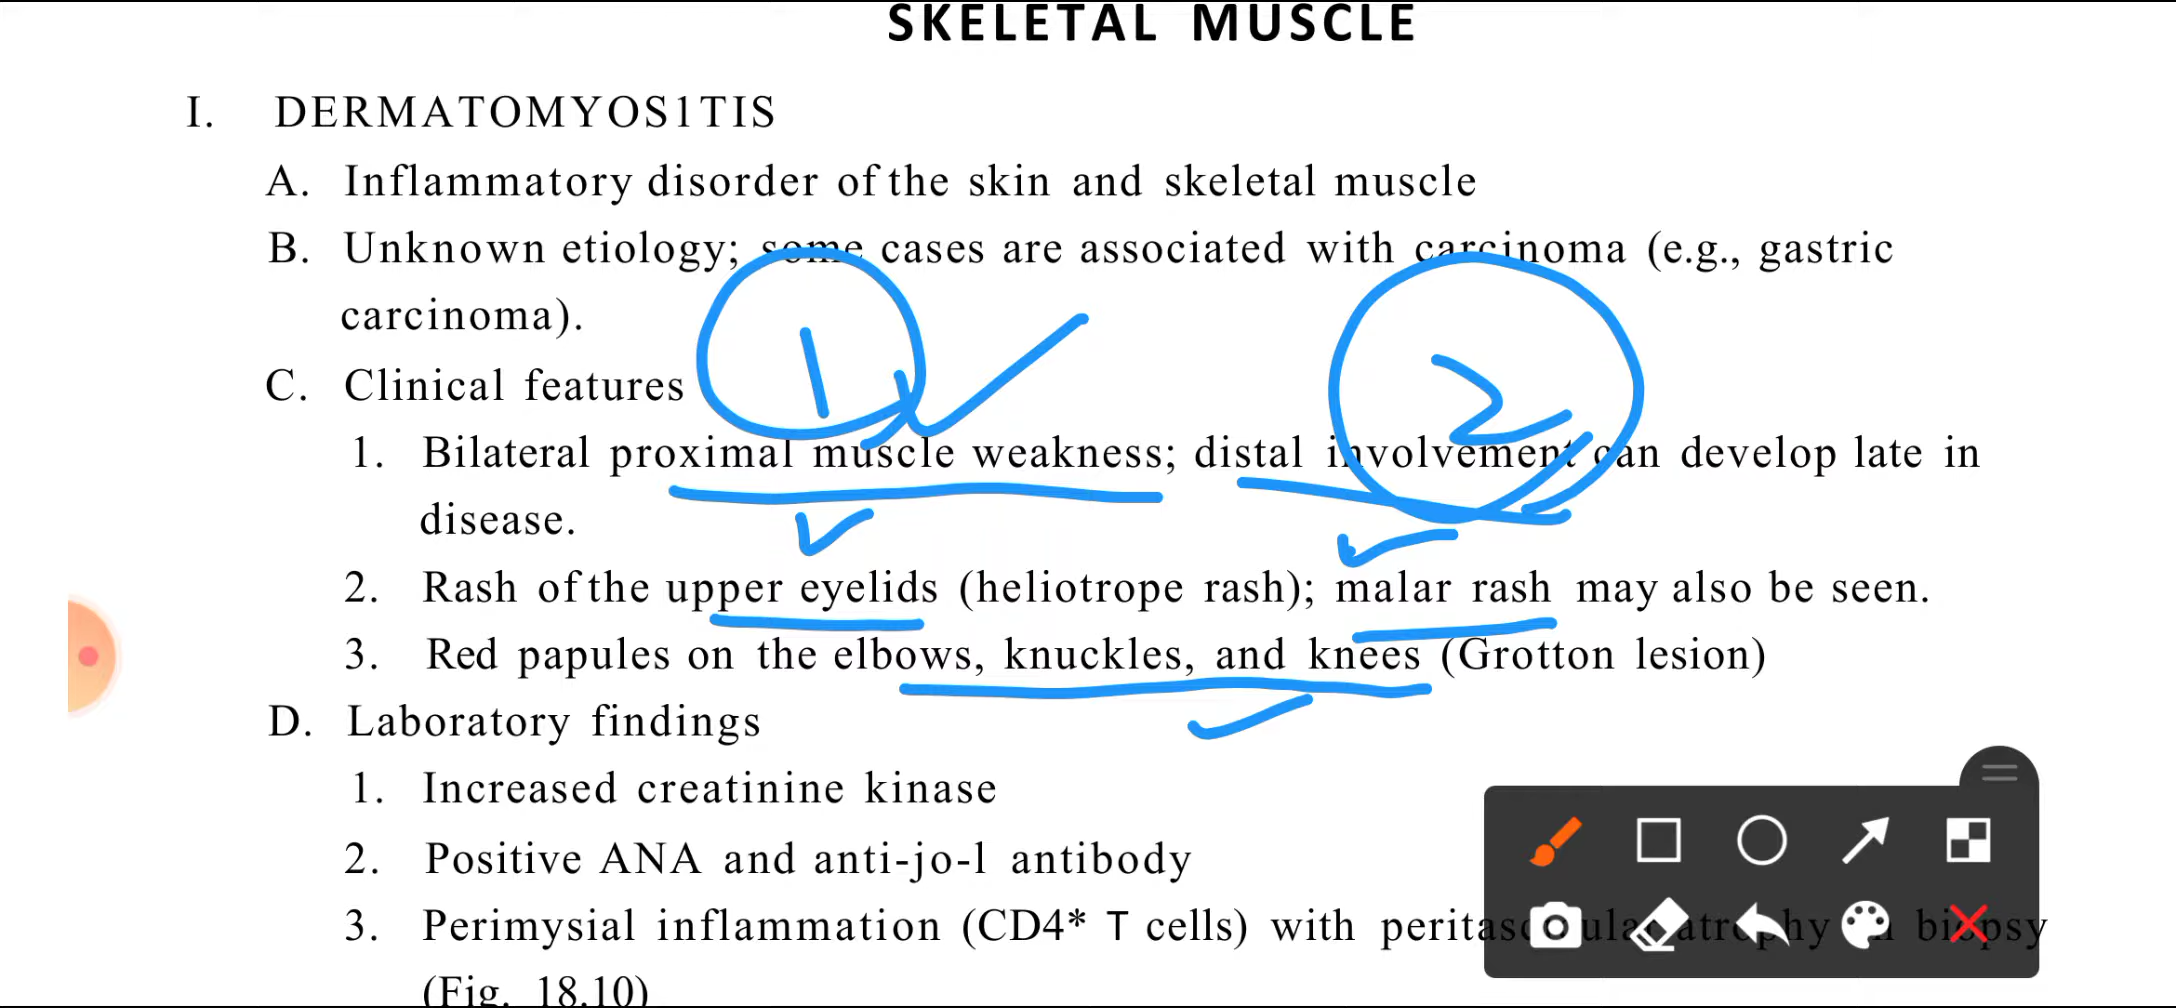 SKELETAL MUSCLE
I. DERMATOMYOS1TIS
A. Inflammatory disorder of the skin and skeletal muscle
B. Unknown etiology; some cases are associated with carcinoma (e.g., gastric
carcinoma).
1
2
C. Clinical features
1. Bilateral proximal muscle weakness; distal involvement can develop late in
disease.
2. Rash of the upper eyelids (heliotrope rash); malar rash may also be seen.
3. Red papules on the elbows, knuckles, and knees (Grotton lesion)
D. Laboratory findings
1. Increased creatinine kinase
2. Positive ANA and anti-jo-l antibody
3. Perimysial inflammation (CD4* T cells) with biopsy
(Fig. 18.10)